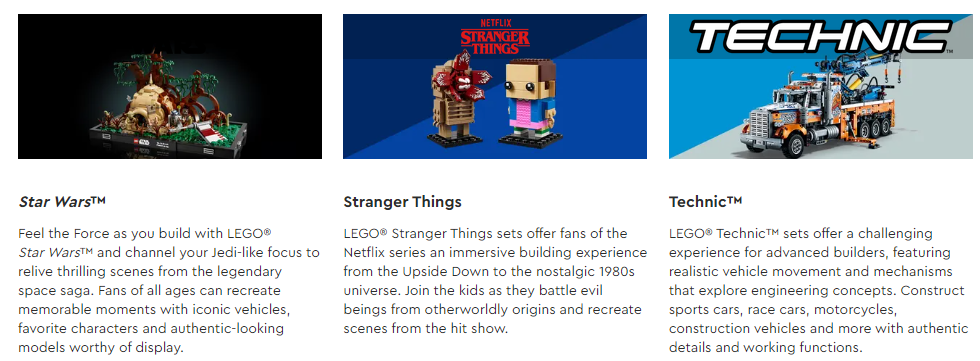 NETFLIX
STRANGER
THINGS
TECHNIC™
Star Wars™
Feel the Force as you build with LEGO®
Star Wars™ and channel your Jedi-like focus to
relive thrilling scenes from the legendary
space saga. Fans of all ages can recreate
memorable moments with iconic vehicles,
favorite characters and authentic-looking
models worthy of display.
Stranger Things
LEGO® Stranger Things sets offer fans of the
Netflix series an immersive building experience
from the Upside Down to the nostalgic 1980s
universe. Join the kids as they battle evil
beings from otherworldly origins and recreate
scenes from the hit show.
Technic™
LEGO® Technic™ sets offer a challenging
experience for advanced builders, featuring
realistic vehicle movement and mechanisms
that explore engineering concepts. Construct
sports cars, race cars, motorcycles,
construction vehicles and more with authentic
details and working functions.